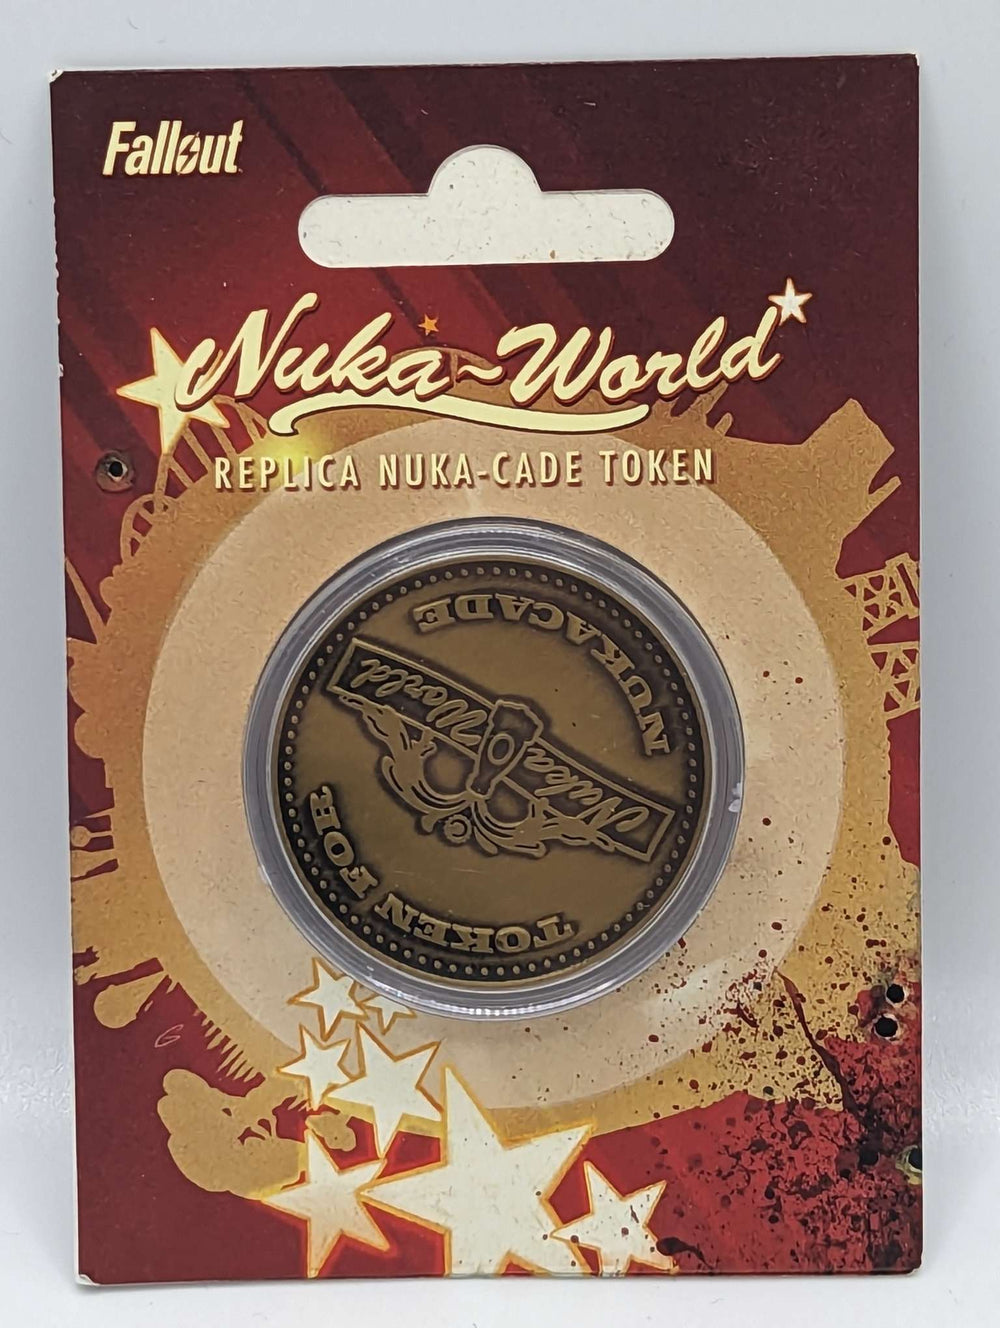 Fallout
Nuka~World
REPLICA NUKA-CADE TOKEN
TOKEN FOR
Nuka World
NUKACADE